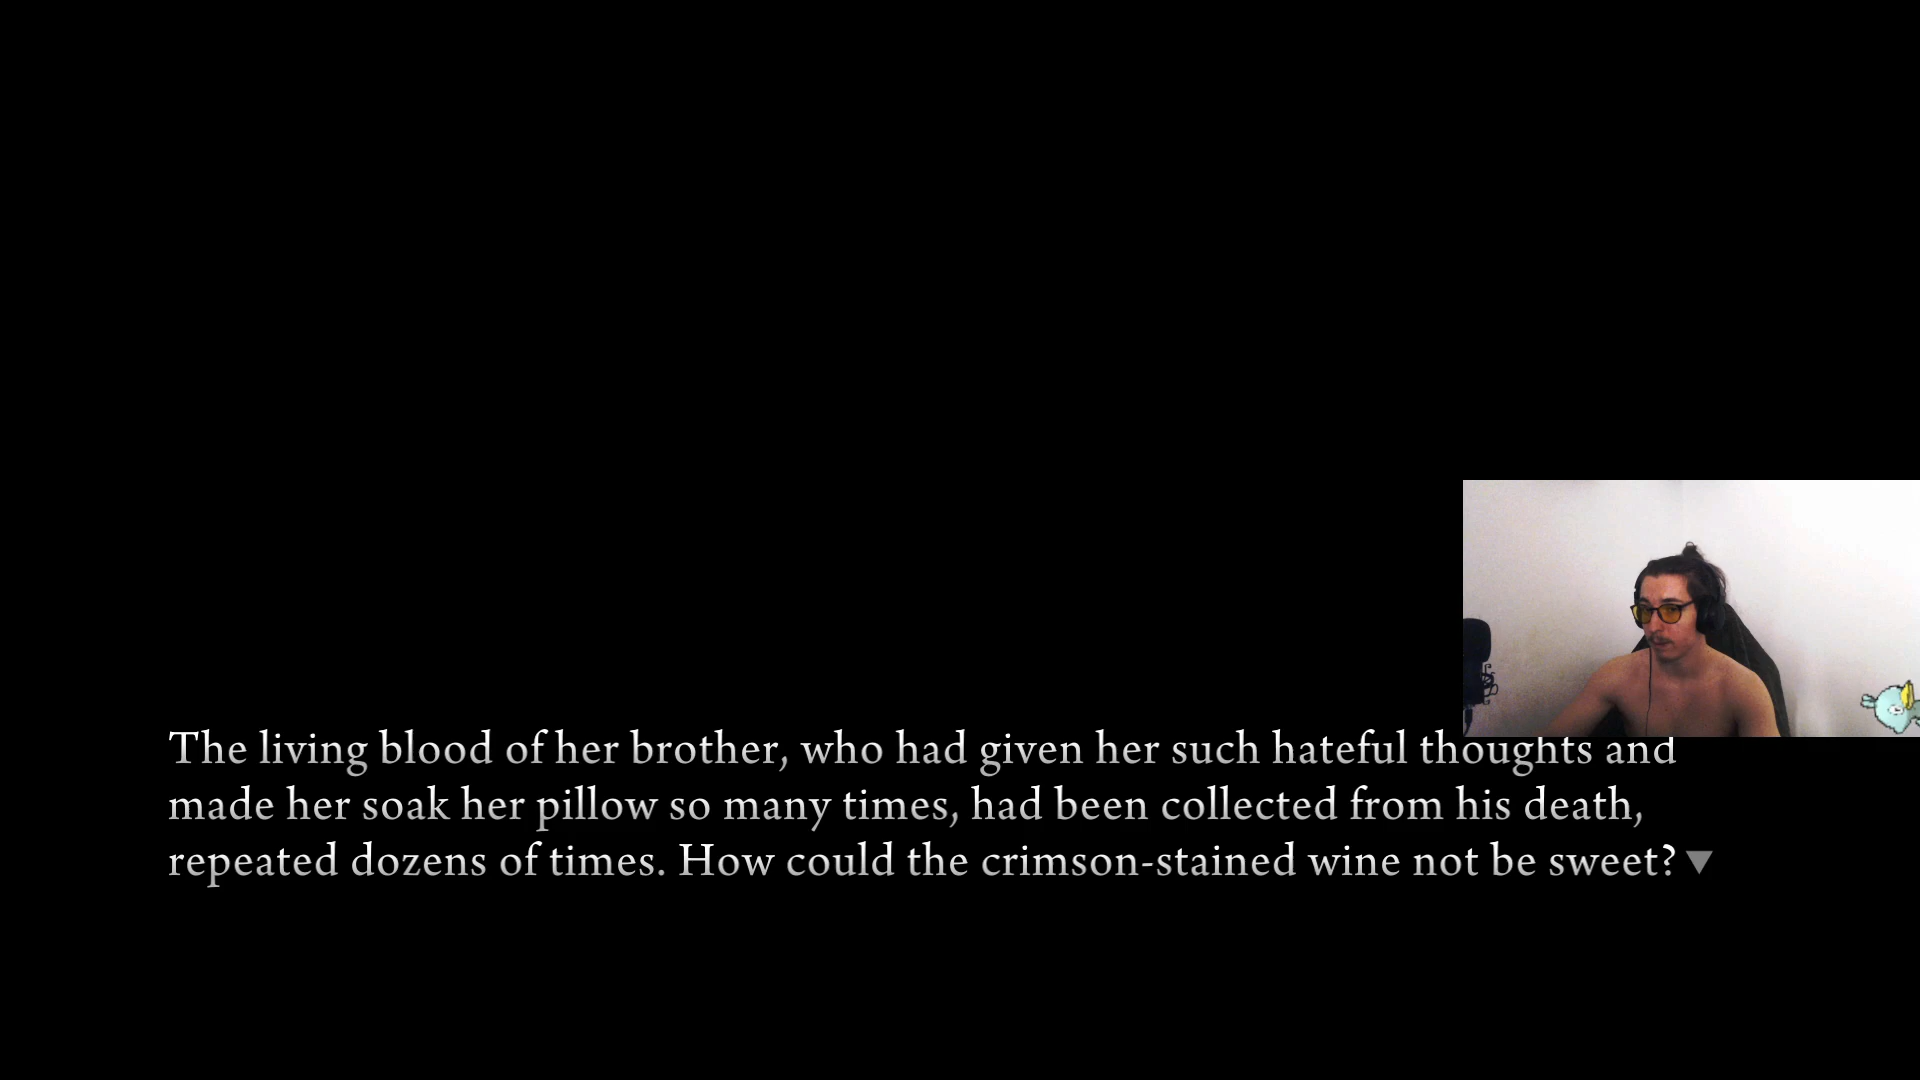 The living blood of her brother, who had given her such hateful thoughts and
made her soak her pillow so many times, had been collected from his death,
repeated dozens of times. How could the crimson-stained wine not be sweet?